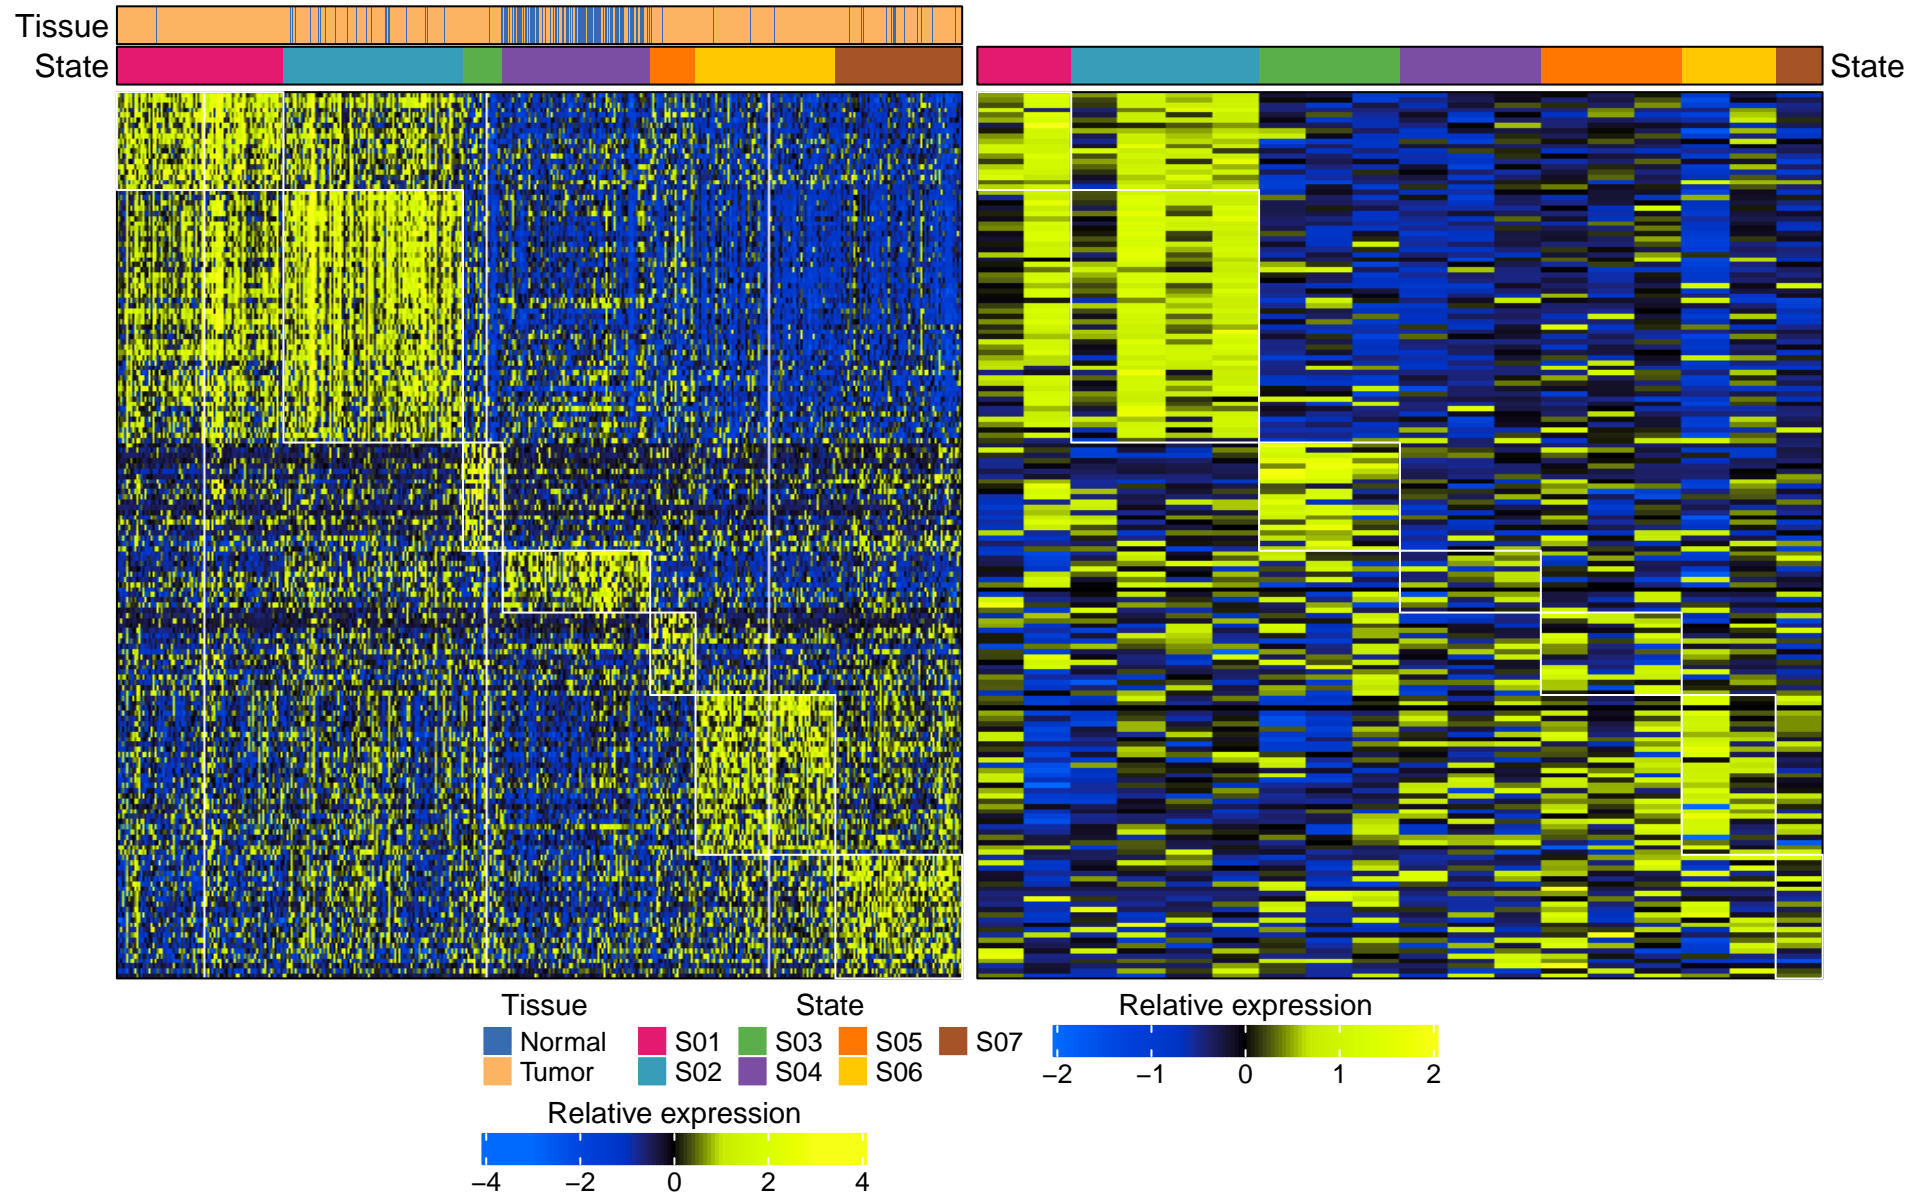 Tissue
State
State
Tissue
State
Relative expression
Normal
S01
S03
S05
S07
Tumor
S02
S04
S06
−2 −1 0 1 2
Relative expression
−4 −2 0 2 4